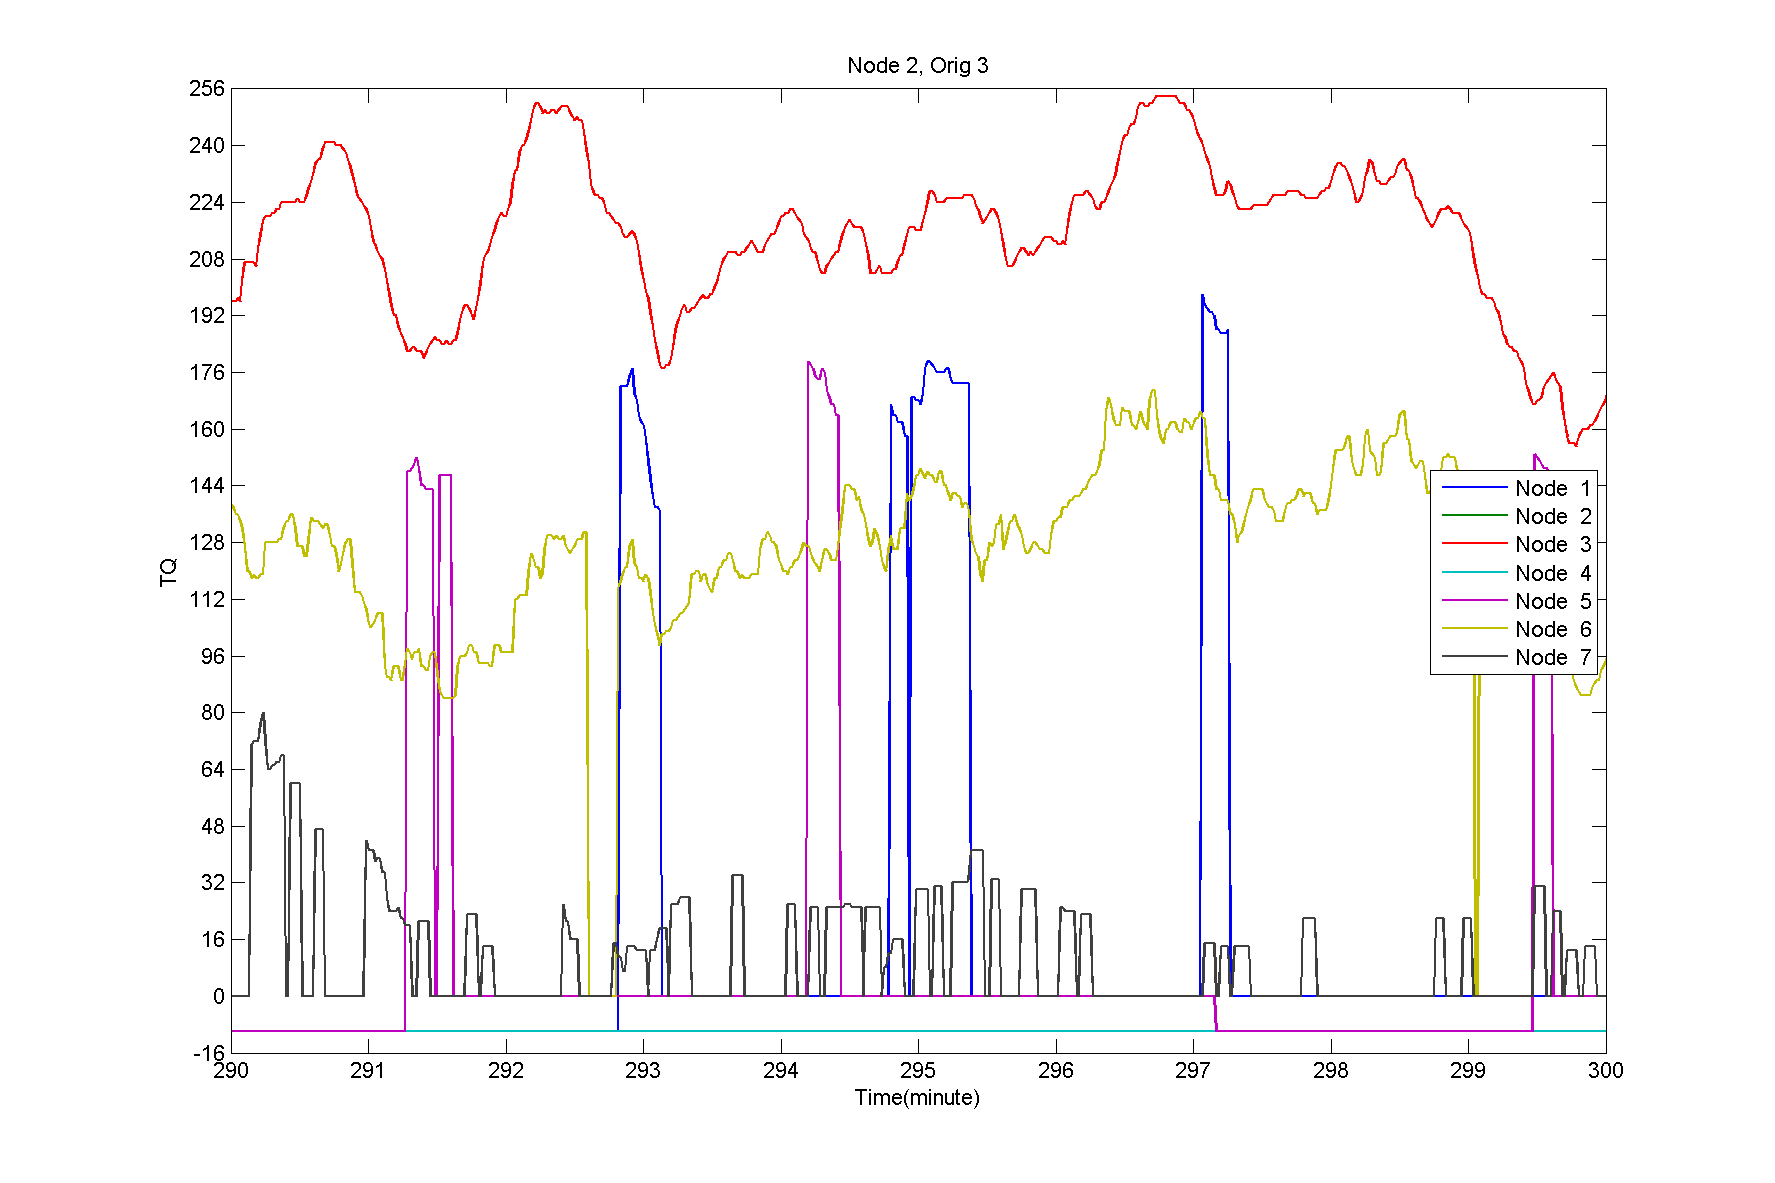 Node 2, Orig 3
256
240
224
208
192
176
160
144
128
112
96
80
64
48
32
16
0
-16
TQ
290 291 292 293 294 295 296 297 298 299 300
Time(minute)
Node 1
Node 2
Node 3
Node 4
Node 5
Node 6
Node 7